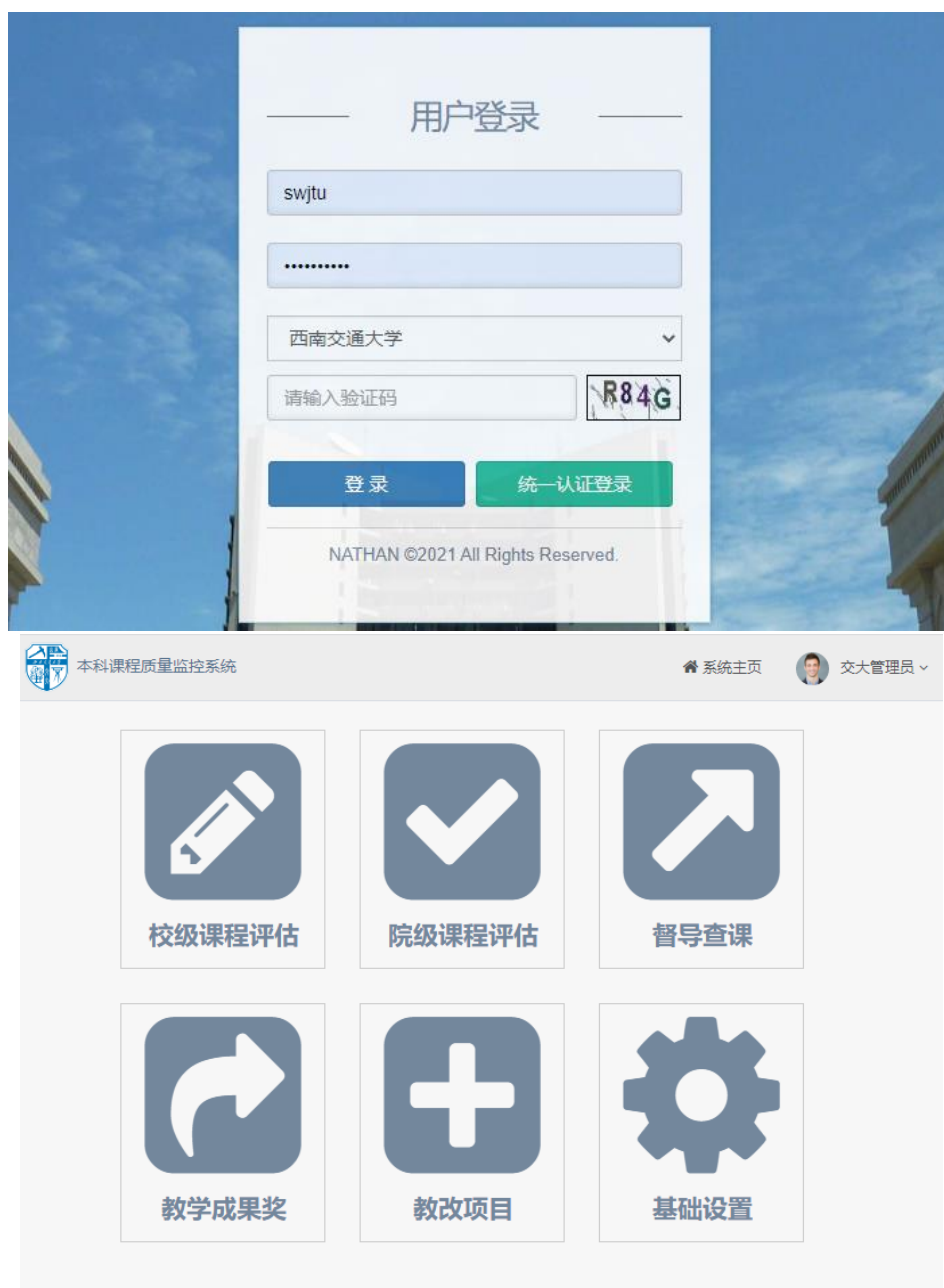 用户登录
swjtu
••••••••••
西南交通大学
请输入验证码 R84G
登 录 统一认证登录
NATHAN ©2021 All Rights Reserved.
本科课程质量监控系统 系统主页 交大管理员
校级课程评估 院级课程评估 督导查课
教学成果奖 教改项目 基础设置